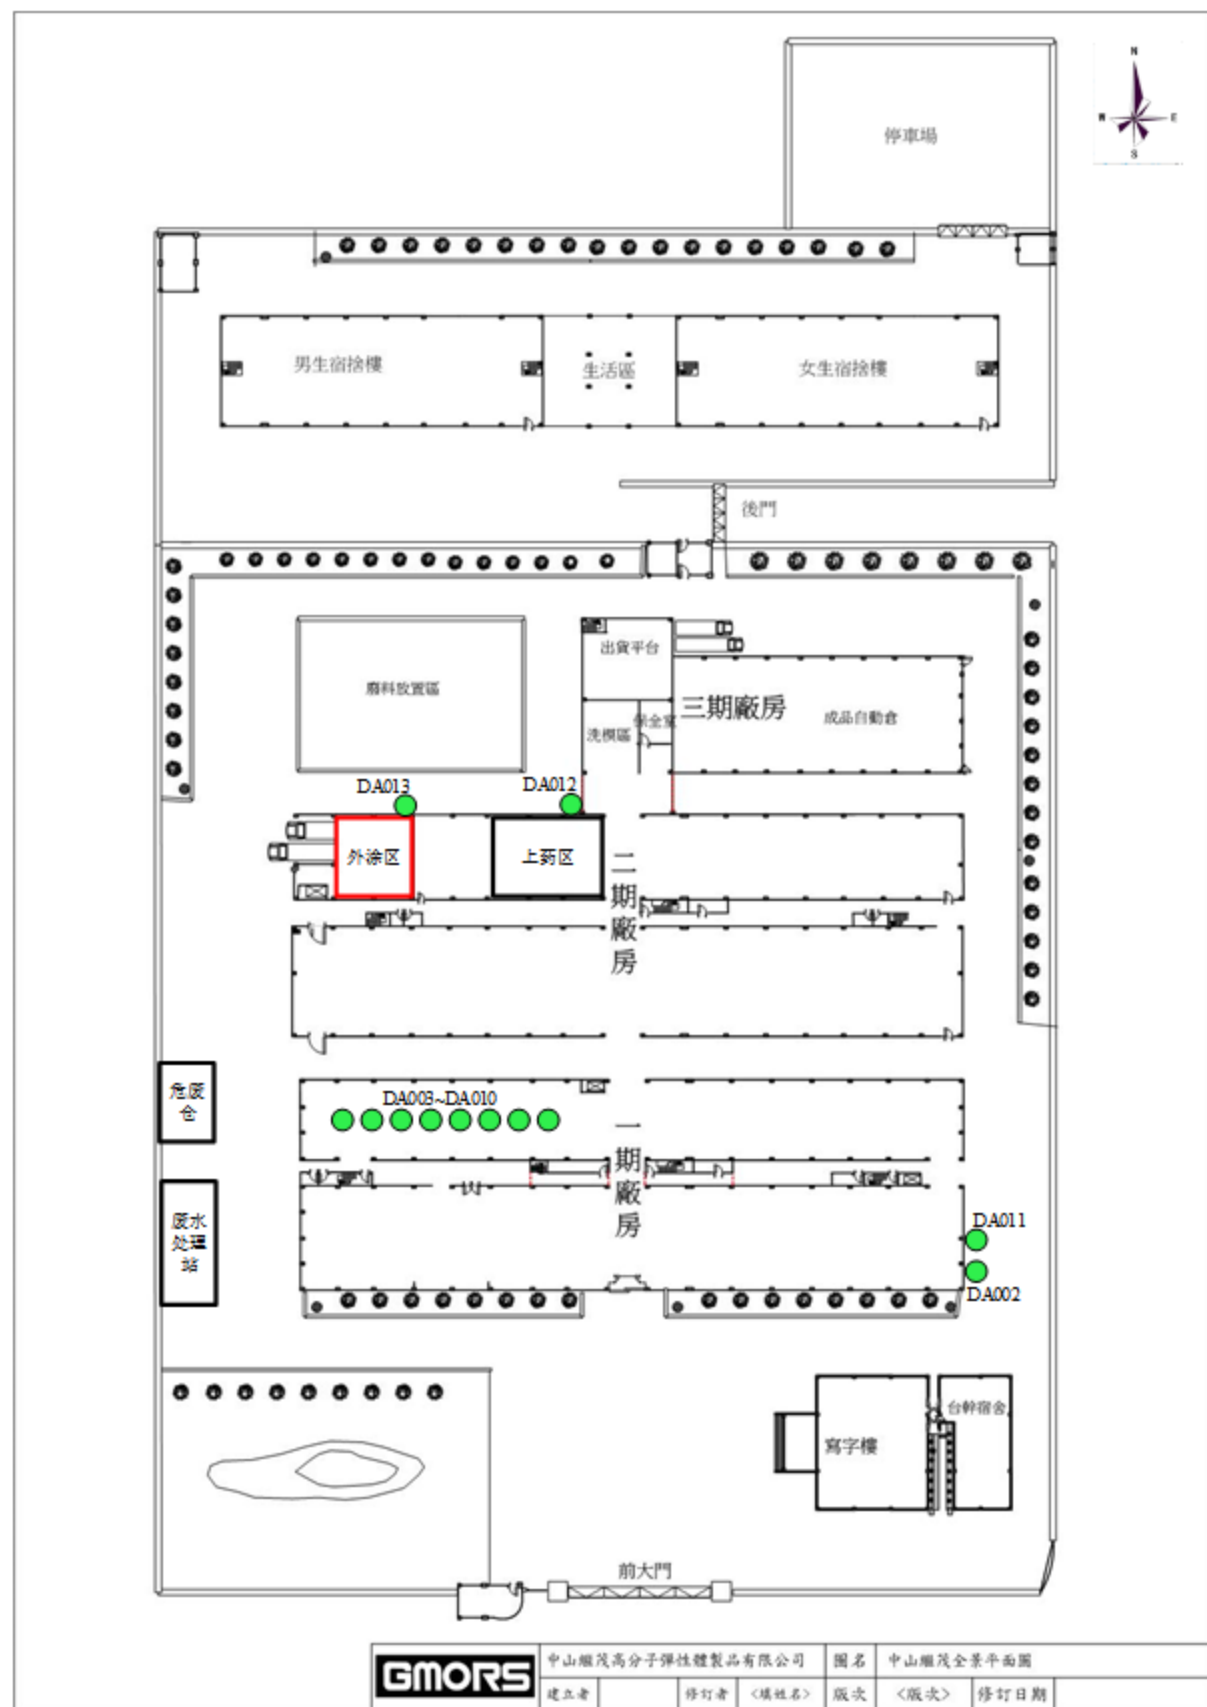 N
W E
S
停車場
男生宿捨樓
生活區
女生宿捨樓
後門
出貨平台
廢料放置區
三期廠房
成品自動倉
保全室
洗模區
DA013
DA012
外涂区
上药区
二期廠房
危废仓
DA003~DA010
一期廠房
废水处理站
DA011
DA002
台幹宿舍
寫字樓
前大門
GMORS
中山繼茂高分子彈性體製品有限公司
圖名
中山繼茂全景平面圖
建立者
修訂者
<填姓名>
版次
<版次>
修訂日期